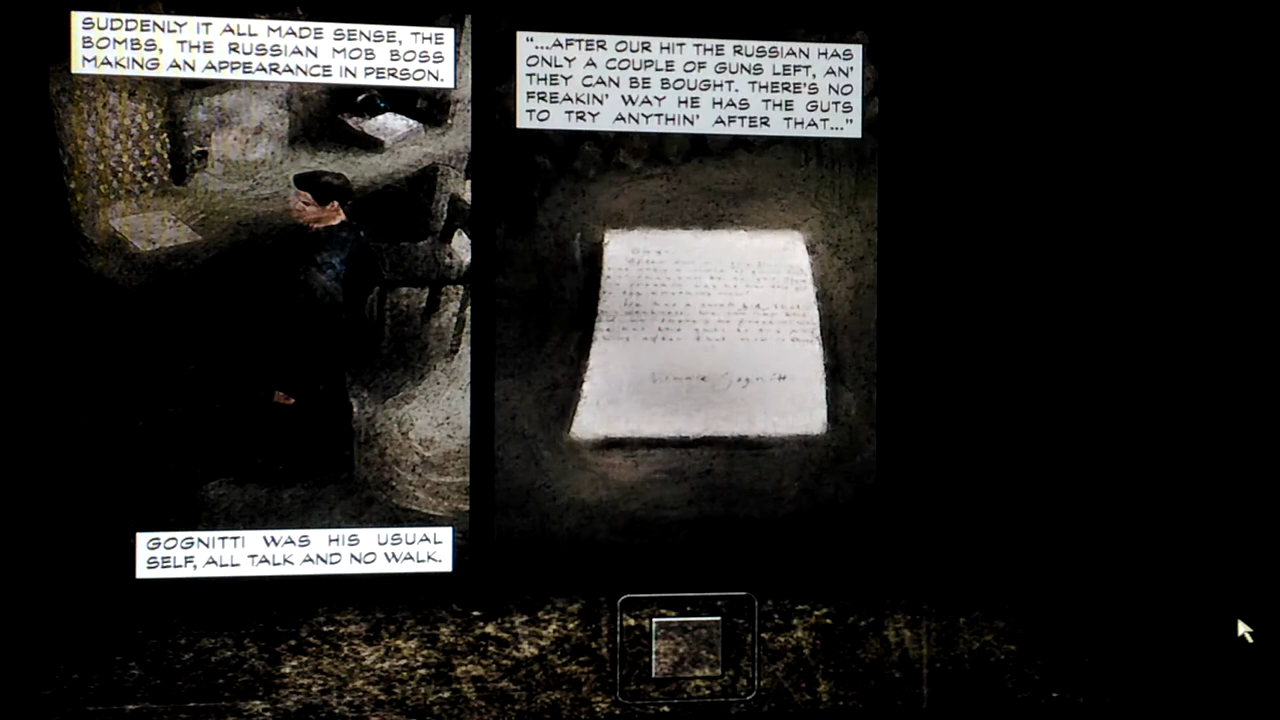 SUDDENLY IT ALL MADE SENSE, THE
BOMBS, THE RUSSIAN MOB BOSS
MAKING AN APPEARANCE IN PERSON.
GOGNITTI WAS HIS USUAL
SELF, ALL TALK AND NO WALK.
“...AFTER OUR HIT THE RUSSIAN HAS
ONLY A COUPLE OF GUNS LEFT, AN’
THEY CAN BE BOUGHT. THERE’S NO
FREAKIN’ WAY HE HAS THE GUTS
TO TRY ANYTHIN’ AFTER THAT...”